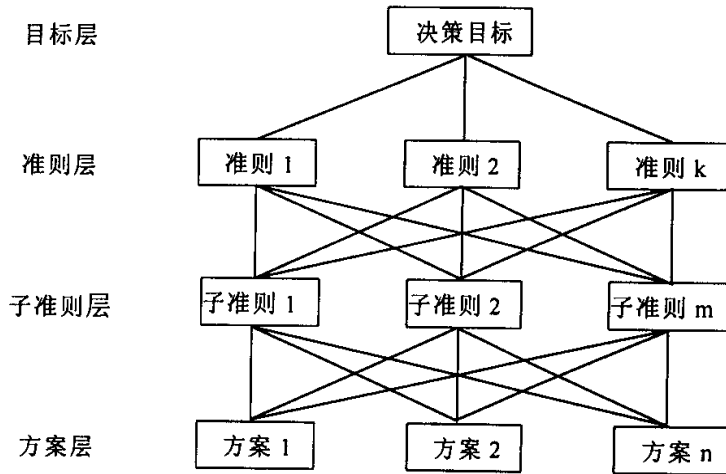 目标层 决策目标
准则层 准则 1 准则 2 准则 k
子准则层 子准则 1 子准则 2 子准则 m
方案层 方案 1 方案 2 方案 n